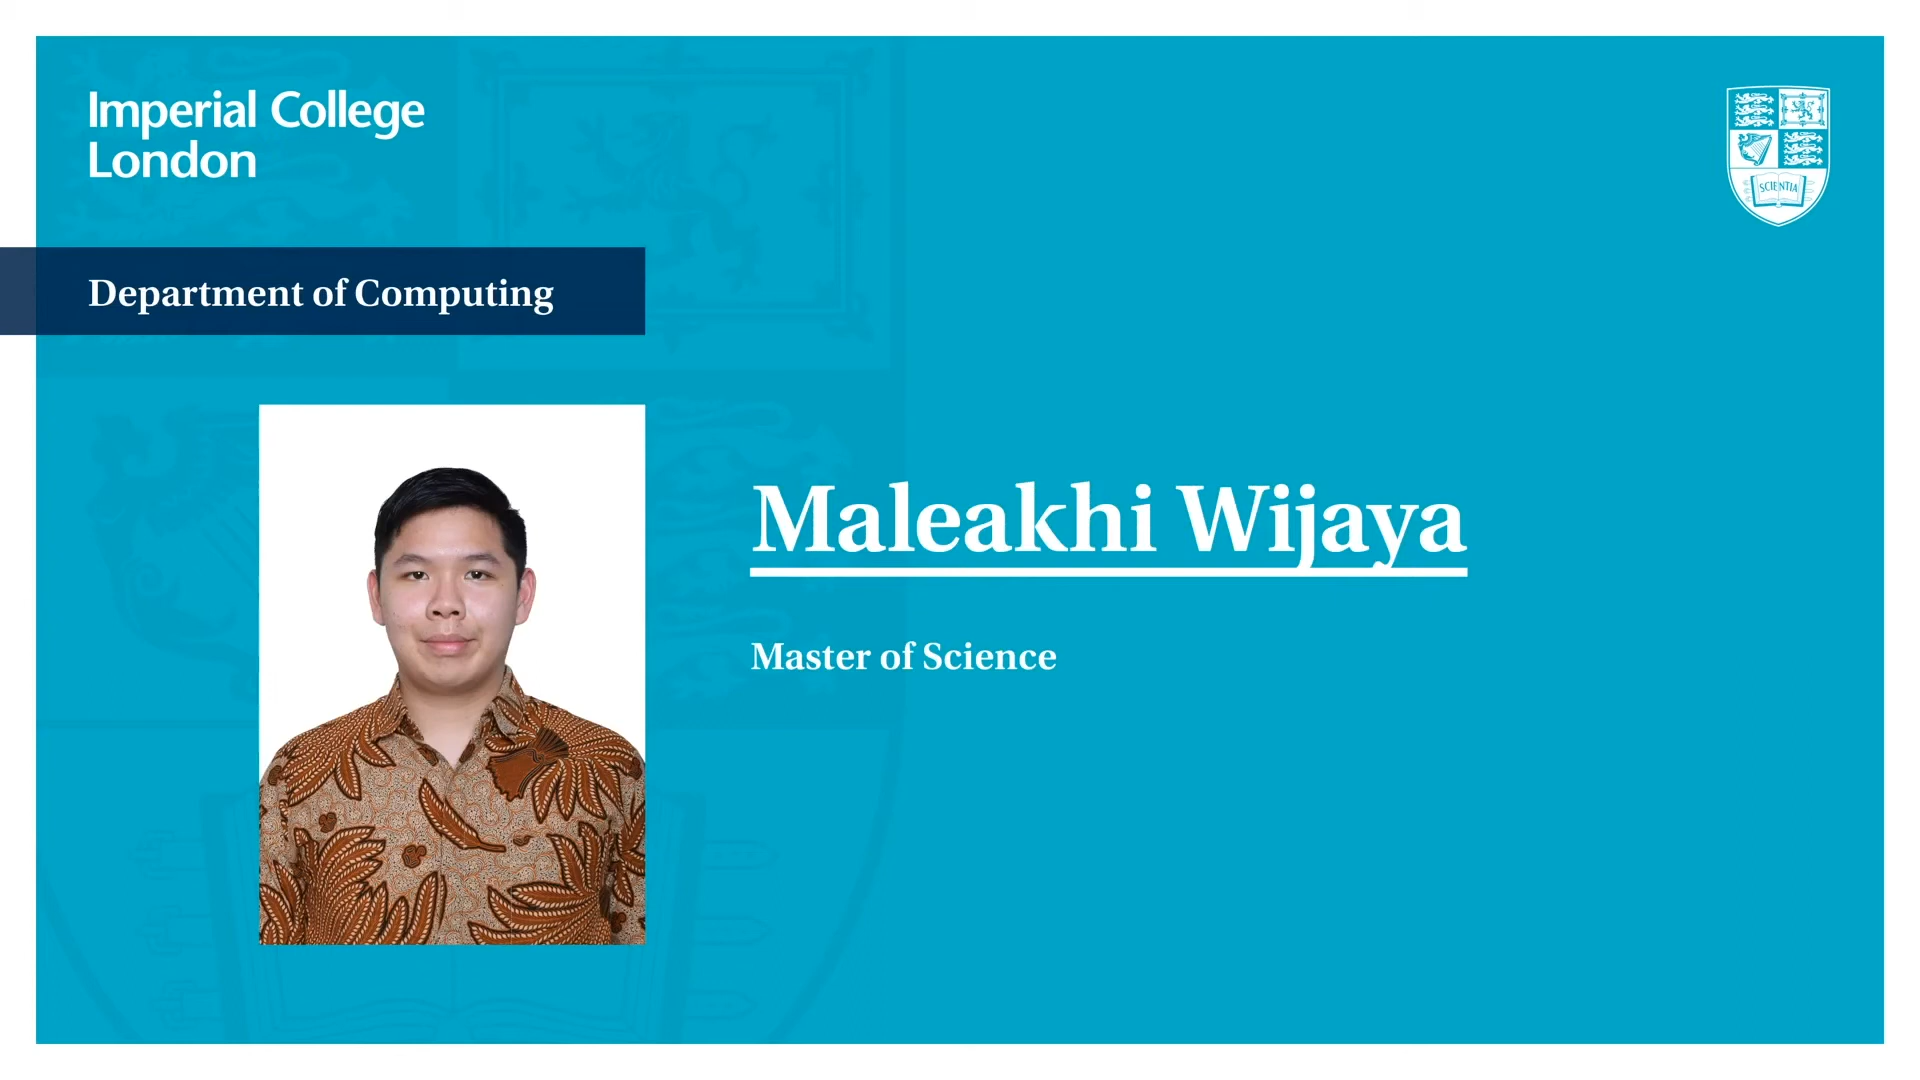 Imperial College
London
SCIENTIA
Department of Computing
Maleakhi Wijaya
Master of Science